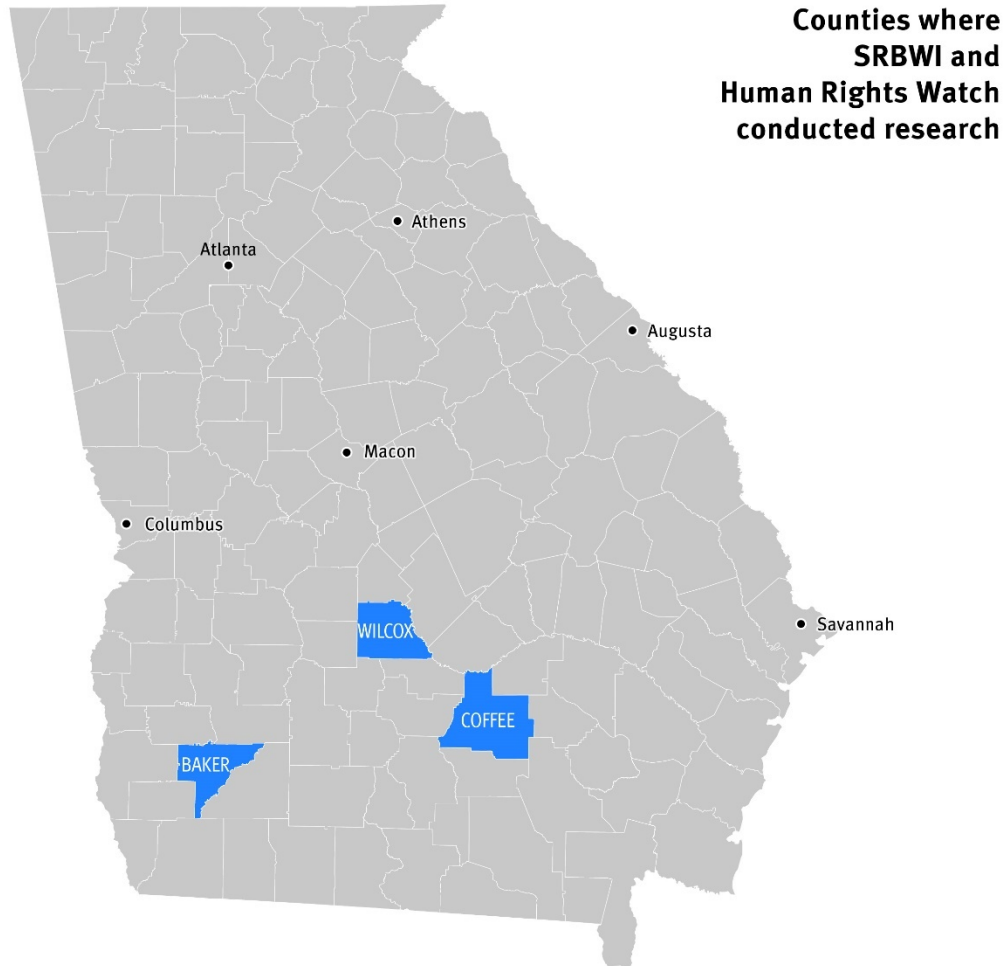 Counties where
SRBWI and
Human Rights Watch
conducted research
Athens
Atlanta
Augusta
Macon
Columbus
Savannah
WILCOX
COFFEE
BAKER